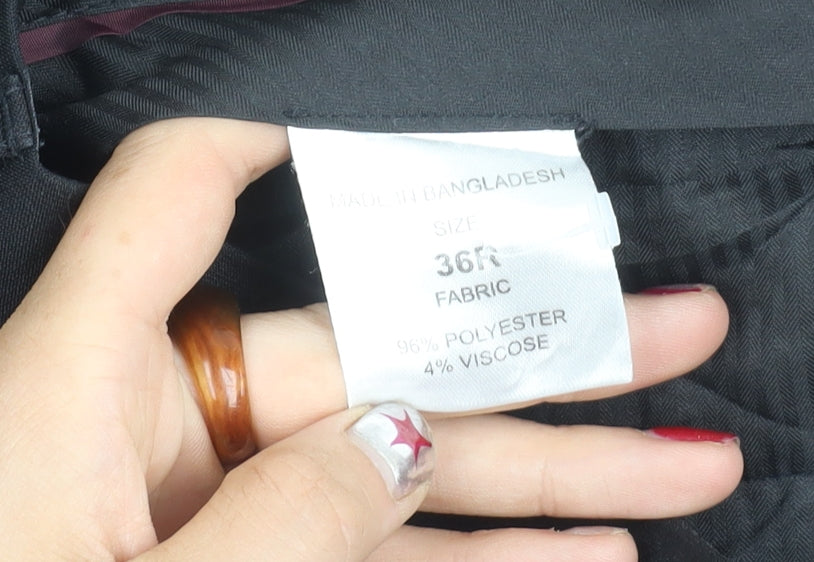 MADE IN BANGLADESH
SIZE
36R
FABRIC
96% POLYESTER
4% VISCOSE